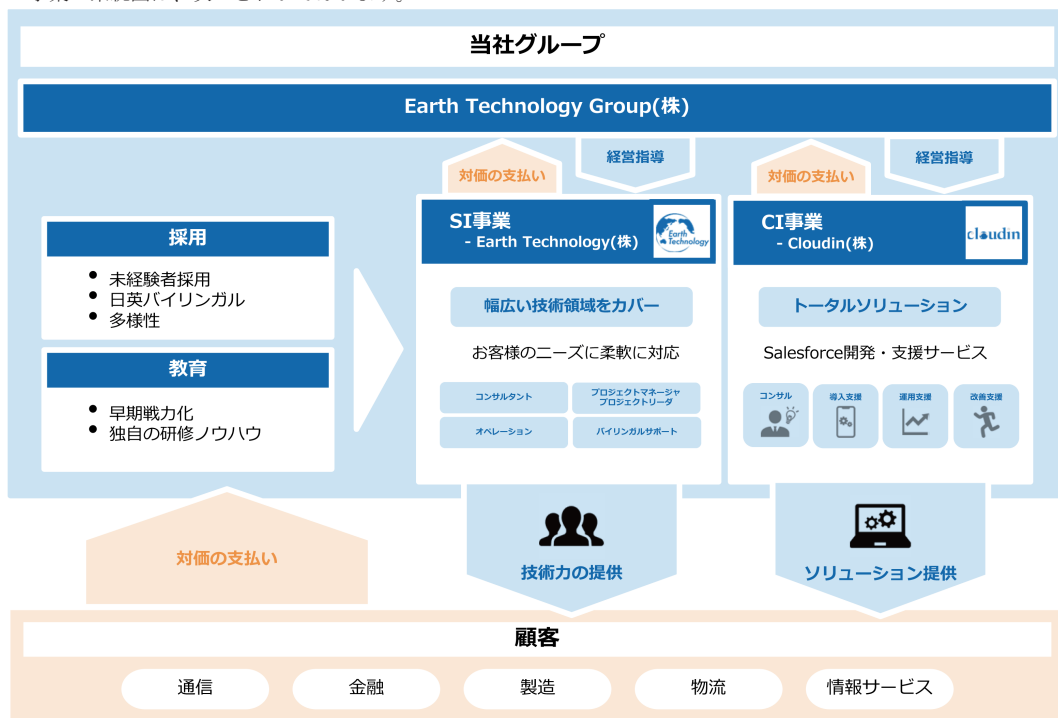 当社グループ
Earth Technology Group(株)
対価の支払い
経営指導
対価の支払い
経営指導
採用
● 未経験者採用
● 日英バイリンガル
● 多様性
教育
● 早期戦力化
● 独自の研修ノウハウ
SI事業
- Earth Technology(株)
Earth
Technology
幅広い技術領域をカバー
お客様のニーズに柔軟に対応
コンサルタント
プロジェクトマネージャ
プロジェクトリーダ
オペレーション
バイリンガルサポート
CI事業
- Cloudin(株)
cloudin
トータルソリューション
Salesforce開発・支援サービス
コンサル
導入支援
運用支援
改善支援
対価の支払い
技術力の提供
ソリューション提供
顧客
通信
金融
製造
物流
情報サービス